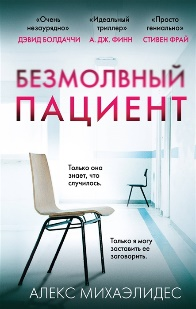 «Очень
незаурядно»
ДЭВИД БОЛДАЧЧИ
«Идеальный
триллер»
А. ДЖ. ФИНН
«Просто
гениально»
СТИВЕН ФРАЙ
БЕЗМОЛВНЫЙ
ПАЦИЕНТ
Только она
знает, что
случилось.
Только я могу
заставить ее
заговорить.
АЛЕКС МИХАЭЛИДЕС